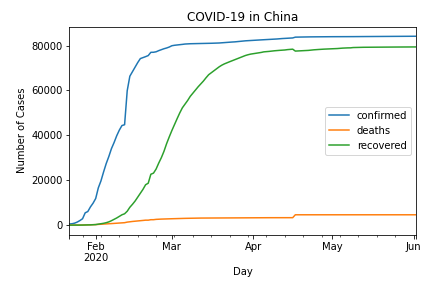 COVID-19 in China
Number of Cases
80000
60000
40000
20000
0
confirmed
deaths
recovered
Feb
2020
Mar
Apr
May
Jun
Day